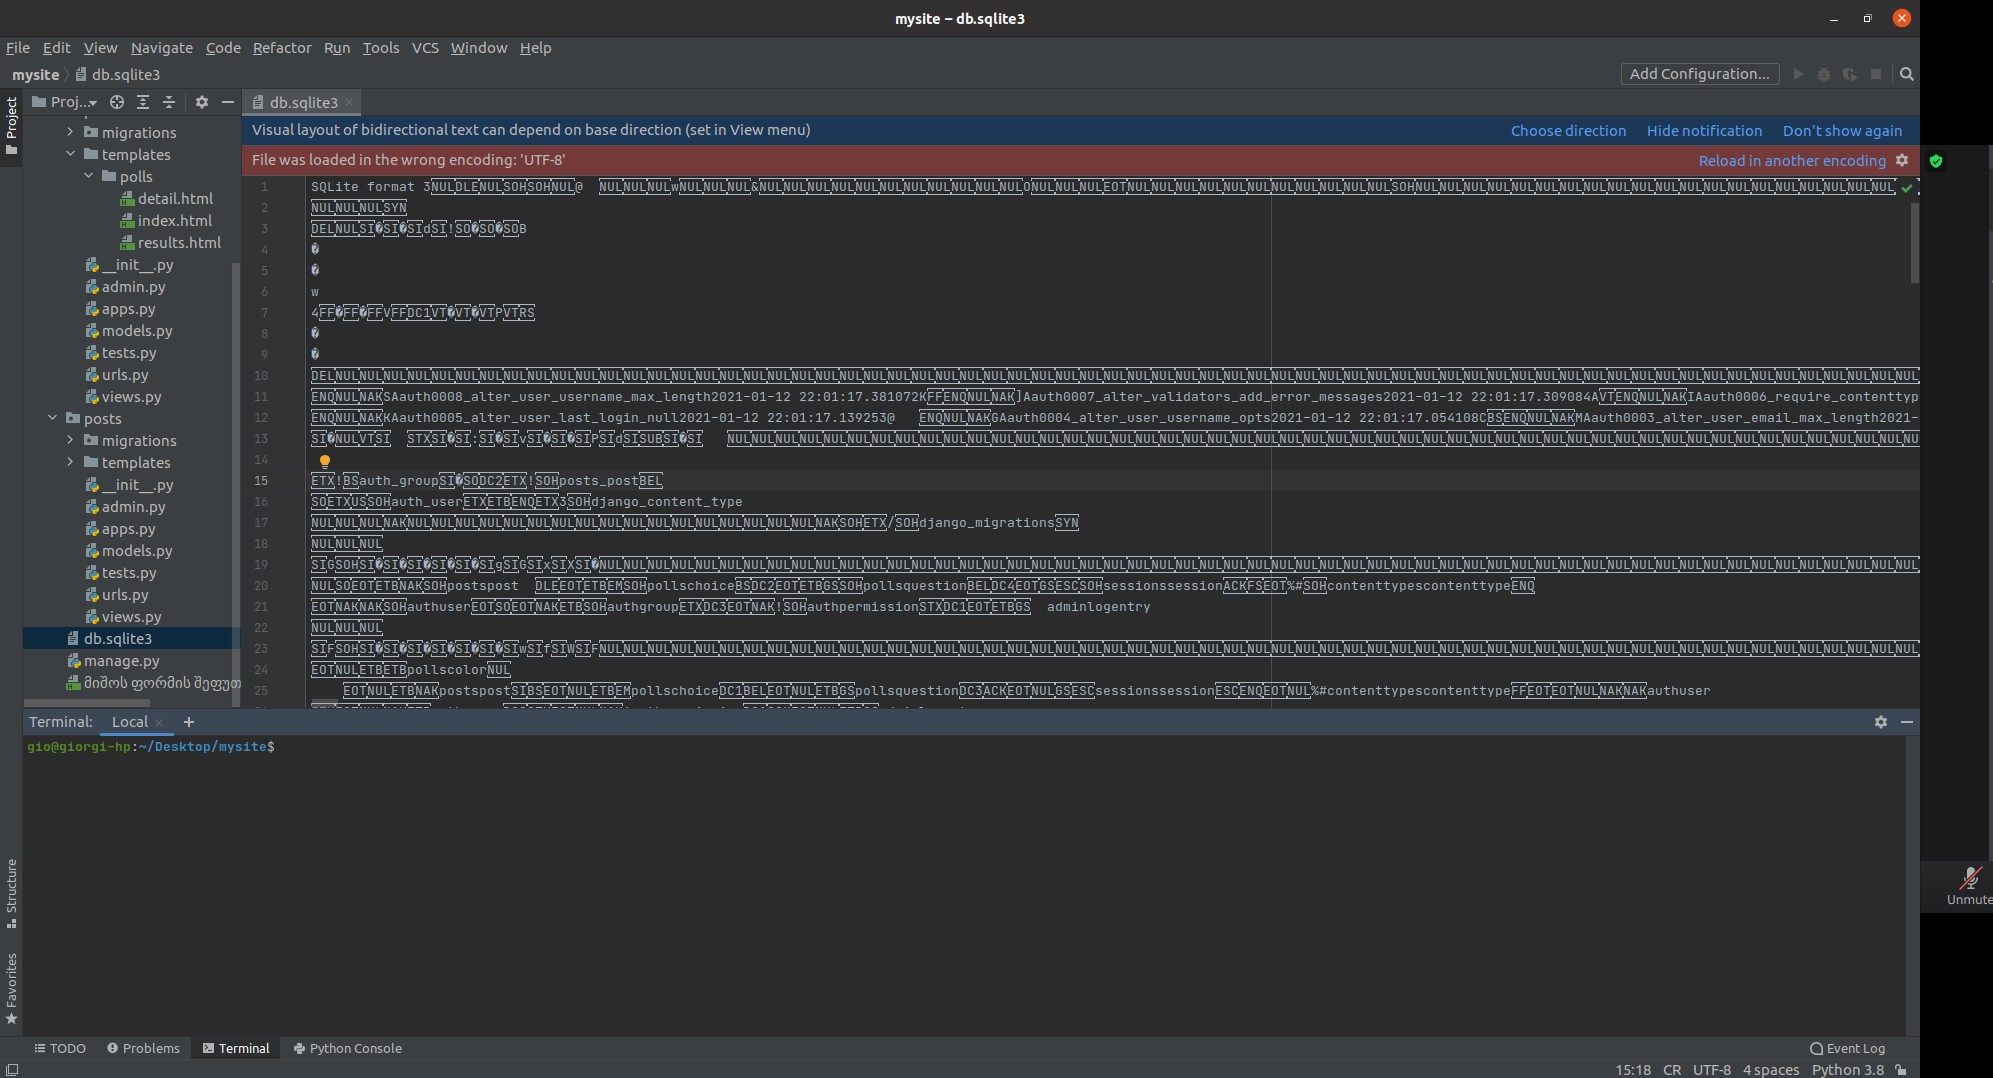 mysite – db.sqlite3
File Edit View Navigate Code Refactor Run Tools VCS Window Help
mysite db.sqlite3
Add Configuration...
Project
Proj...
db.sqlite3
Visual layout of bidirectional text can depend on base direction (set in View menu)
Choose direction Hide notification Don't show again
File was loaded in the wrong encoding: 'UTF-8'
Reload in another encoding
migrations
templates
polls
detail.html
index.html
results.html
__init__.py
admin.py
apps.py
models.py
tests.py
urls.py
views.py
posts
migrations
templates
__init__.py
admin.py
apps.py
models.py
tests.py
urls.py
views.py
db.sqlite3
manage.py
მიშოს ფორმის შეფუთ
1 SQLite format 3
2 NULNULNULSYN
3 DELNULSI�SI�SIdSI!SO�SO�SOB
4 �
5 �
6 w
7 4FF�FF�FFVFFDC1VT�VT�VTPVTRS
8 �
9 �
10
11 ENQNULNAKSAauth0008_alter_user_username_max_length2021-01-12 22:01:17.381072KFFENQNULNAK]Aauth0007_alter_validators_add_error_messages2021-01-12 22:01:17.309084AVTENQNULNAKIAauth0006_require_contenttyp
12 ENQNULNAKKAauth0005_alter_user_last_login_null2021-01-12 22:01:17.139253@ ENQNULNAKGAauth0004_alter_user_username_opts2021-01-12 22:01:17.054108CBSENQNULNAKMAauth0003_alter_user_email_max_length2021-
13 SI�NULVTSI STXSI�SI:SI�SIvSI�SI�SIPSIdSISUBSI�SI
14
15 ETX!BSauth_groupSI�SODC2ETX!SOHposts_postBEL
16 SOETXUSSOHauth_userETXETBENQETX3SOHdjango_content_type
17 NAKSOHETX/SOHdjango_migrationsSYN
18 NULNULNUL
19 SIGSOHSI�SI�SI�SI�SI�SIgSIGSIxSIXSI�
20 NULSOEOTETBNAKSOHpostspost DLEEOTETBEMSOHpollschoiceBSDC2EOTETBGSSOHpollsquestionBELDC4EOTGSESCSOHsessionssessionACKFSEOT%#SOHcontenttypescontenttypeENQ
21 EOTNAKNAKSOHauthuserEOTSOEOTNAKETBSOHauthgroupETXDC3EOTNAK!SOHauthpermissionSTXDC1EOTETBGS adminlogentry
22 NULNULNUL
23 SIFSOHSI�SI�SI�SI�SI�SI�SIwSIfSIWSIF
24 EOTNULETBETBpollscolorNUL
25 EOTNULETBNAKpostspostSIBSEOTNULETBEMpollschoiceDC1BELEOTNULETBGSpollsquestionDC3ACKEOTNULGSESCsessionssessionESCENQEOTNUL%#contenttypescontenttypeFFEOTEOTNULNAKNAKauthuser
Terminal: Local
gio@giorgi-hp:~/Desktop/mysite$
Structure
Favorites
TODO Problems Terminal Python Console
Event Log
15:18 CR UTF-8 4 spaces Python 3.8
Unmute